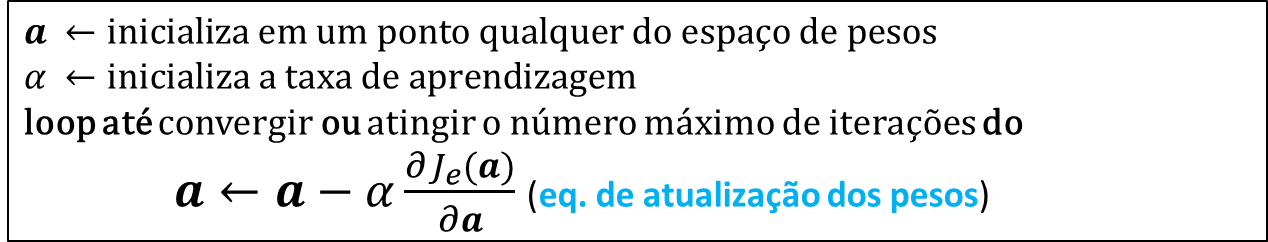 𝒂 ← inicializa em um ponto qualquer do espaço de pesos
𝛼 ← inicializa a taxa de aprendizagem
loop até convergir ou atingir o número máximo de iterações do
𝒂 ← 𝒂 − 𝛼 ∂𝐽ₑ(𝒂)/∂𝒂 (eq. de atualização dos pesos)